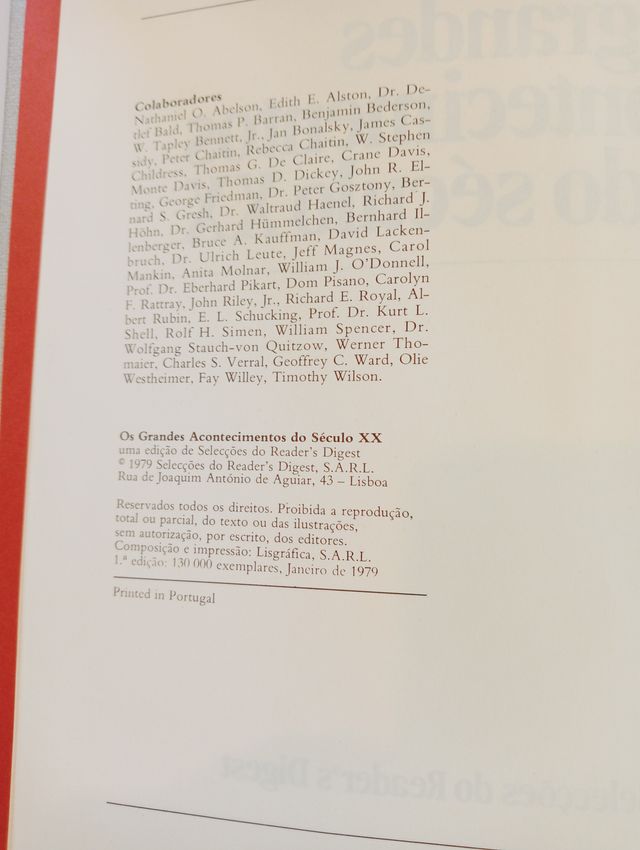 Colaboradores
Nathaniel O. Abelson, Edith E. Alston, Dr. De-
tlef Bald, Thomas P. Barran, Benjamin Bederson,
W. Tapley Bennett, Jr., Jan Bonalsky, James Cas-
sidy, Peter Chaitin, Rebecca Chaitin, W. Stephen
Childress, Thomas G. De Claire, Crane Davis,
Monte Davis, Thomas D. Dickey, John R. El-
ting, George Friedman, Dr. Peter Gosztony, Ber-
nard S. Gresh, Dr. Waltraud Haenel, Richard J.
Höhn, Dr. Gerhard Hümmelchen, Bernhard Il-
lenberger, Bruce A. Kauffman, David Lacken-
bruch, Dr. Ulrich Leute, Jeff Magnes, Carol
Mankin, Anita Molnar, William J. O'Donnell,
Prof. Dr. Eberhard Pikart, Dom Pisano, Carolyn
F. Rattray, John Riley, Jr., Richard E. Royal, Al-
bert Rubin, E. L. Schucking, Prof. Dr. Kurt L.
Shell, Rolf H. Simen, William Spencer, Dr.
Wolfgang Stauch-von Quitzow, Werner Tho-
maier, Charles S. Verral, Geoffrey C. Ward, Olie
Westheimer, Fay Willey, Timothy Wilson.
Os Grandes Acontecimentos do Século XX
uma edição de Selecções do Reader's Digest
© 1979 Selecções do Reader's Digest, S.A.R.L.
Rua de Joaquim António de Aguiar, 43 – Lisboa
Reservados todos os direitos. Proibida a reprodução,
total ou parcial, do texto ou das ilustrações,
sem autorização, por escrito, dos editores.
Composição e impressão: Lisgráfica, S.A.R.L.
1.ª edição: 130 000 exemplares, Janeiro de 1979
Printed in Portugal